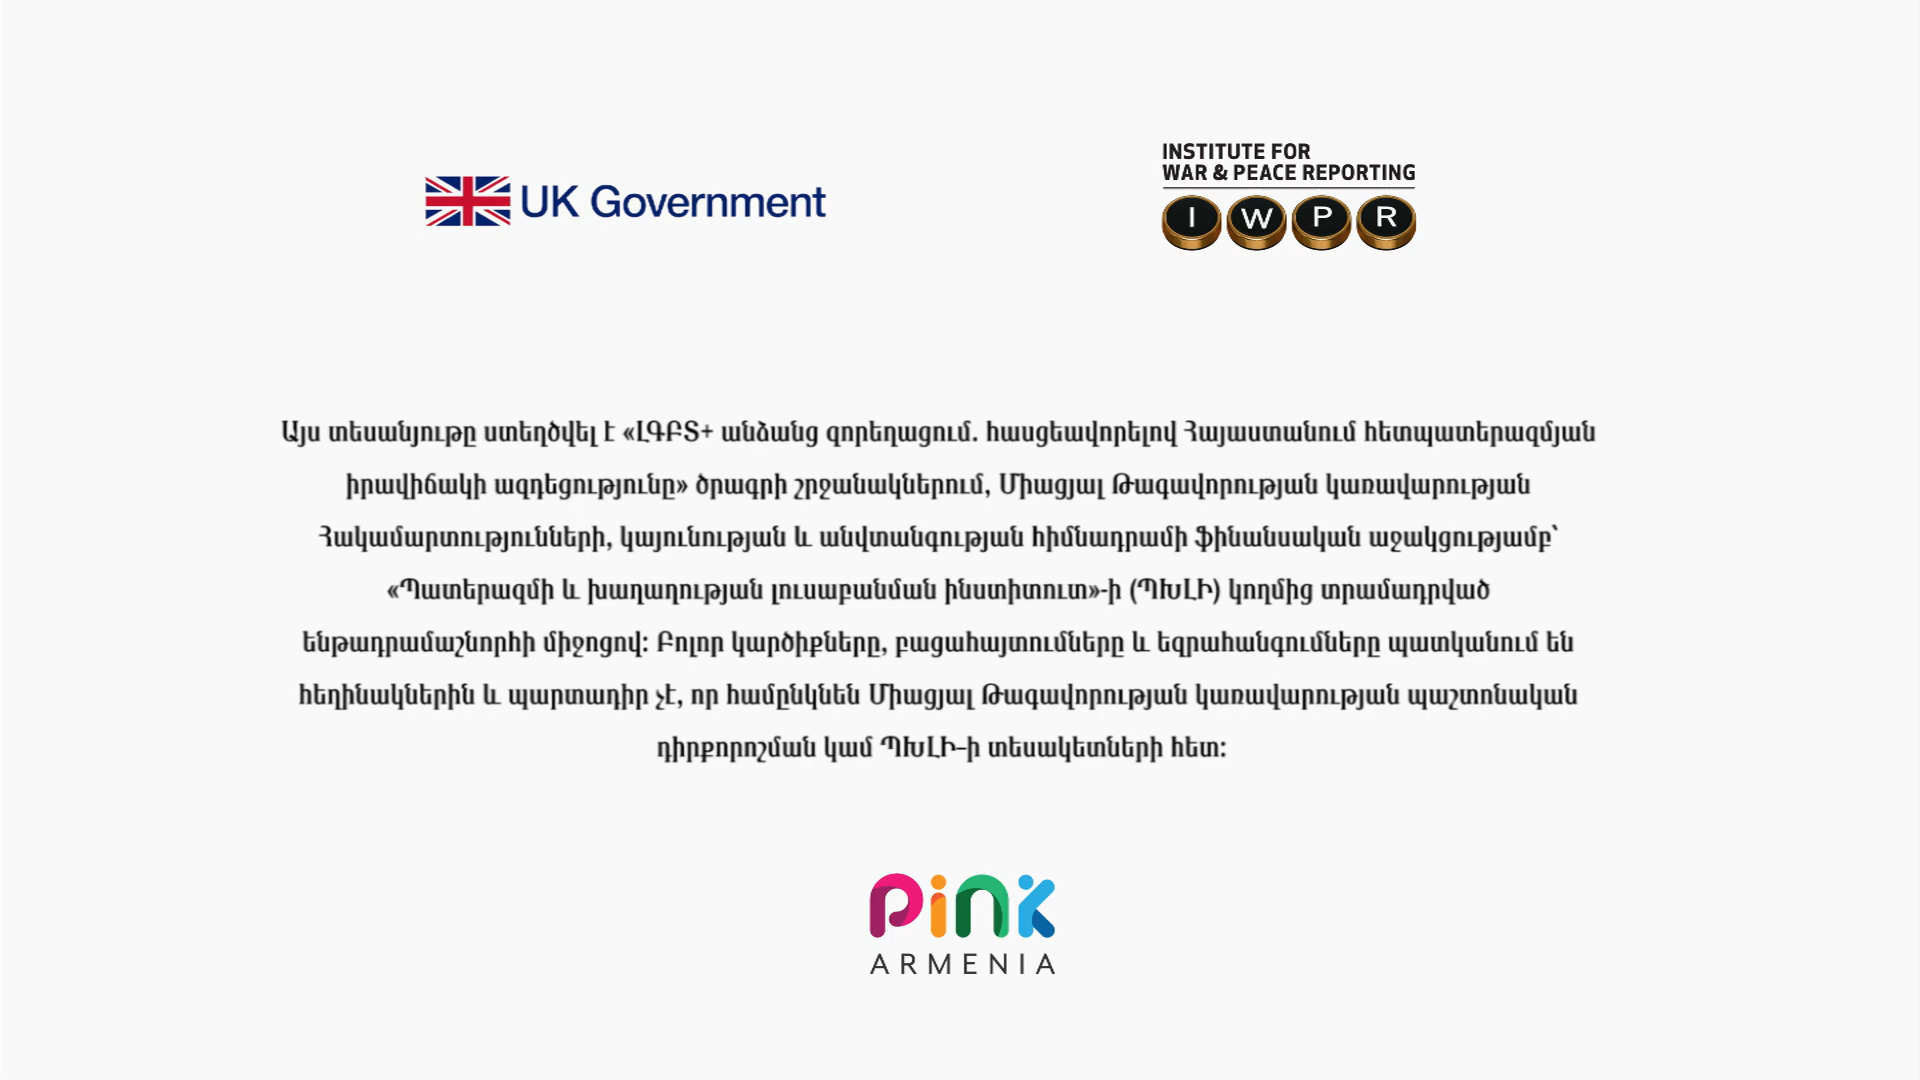 UK Government
INSTITUTE FOR
WAR & PEACE REPORTING
I W P R
Այս տեսանյութը ստեղծվել է «ԼԳԲՏ+ անձանց զորեղացում. հասցեավորելով Հայաստանում հետպատերազմյան
իրավիճակի ազդեցությունը» ծրագրի շրջանակներում, Միացյալ Թագավորության կառավարության
Հակամարտությունների, կայունության և անվտանգության հիմնադրամի ֆինանսական աջակցությամբ՝
«Պատերազմի և խաղաղության լուսաբանման ինստիտուտ»-ի (ՊԽԼԻ) կողմից տրամադրված
ենթադրամաշնորհի միջոցով: Բոլոր կարծիքները, բացահայտումները և եզրահանգումները պատկանում են
հեղինակներին և պարտադիր չէ, որ համընկնեն Միացյալ Թագավորության կառավարության պաշտոնական
դիրքորոշման կամ ՊԽԼԻ-ի տեսակետների հետ:
pink
ARMENIA